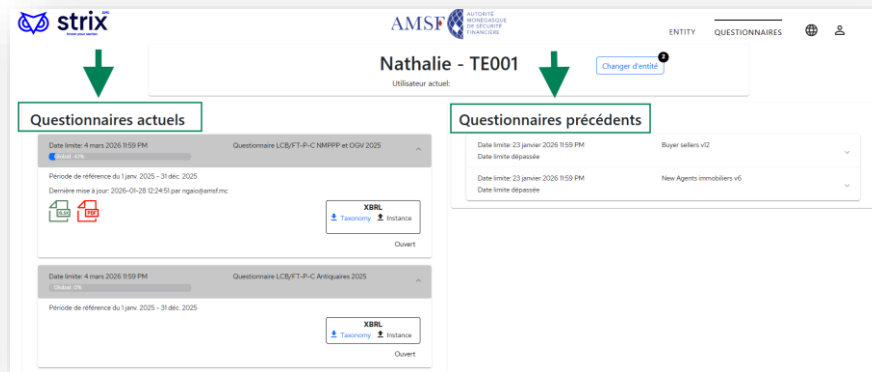 strix
Know your sector
AMSF
AUTORITÉ
MONÉGASQUE
DE SÉCURITÉ
FINANCIÈRE
ENTITY
QUESTIONNAIRES
Nathalie - TE001
Changer d'entité
2
Utilisateur actuel:
Questionnaires actuels
Date limite: 4 mars 2026 11:59 PM
Questionnaire LCB/FT-P-C NMPPP et OGV 2025
Période de référence du 1 janv. 2025 - 31 déc. 2025
Dernière mise à jour: 2026-01-28 12:24:51 par ngaio@amsf.mc
XLSX
PDF
XBRL
Taxonomy
Instance
Ouvert
Date limite: 4 mars 2026 11:59 PM
Questionnaire LCB/FT-P-C Antiquaires 2025
Global: 0%
Période de référence du 1 janv. 2025 - 31 déc. 2025
XBRL
Taxonomy
Instance
Ouvert
Questionnaires précédents
Date limite: 23 janvier 2026 11:59 PM
Buyer sellers v12
Date limite dépassée
Date limite: 23 janvier 2026 11:59 PM
New Agents immobiliers v6
Date limite dépassée